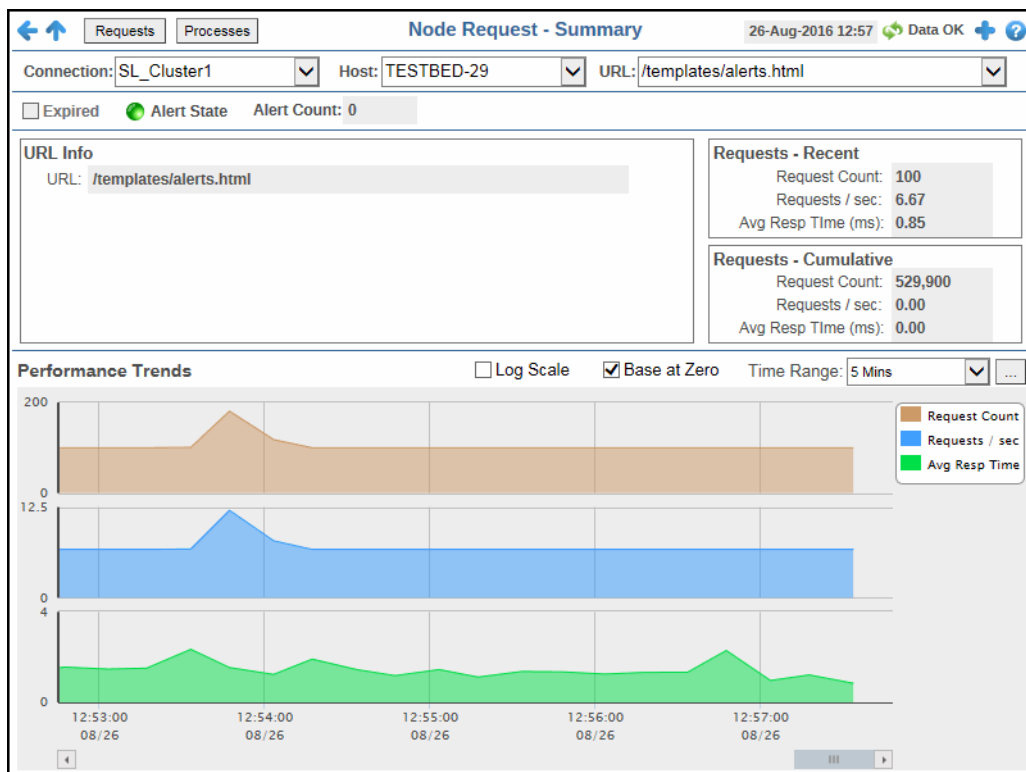 Requests Processes Node Request - Summary 26-Aug-2016 12:57 Data OK ?
Connection: SL_Cluster1 Host: TESTBED-29 URL: /templates/alerts.html
Expired Alert State Alert Count: 0
URL Info
URL: /templates/alerts.html
Requests - Recent
Request Count: 100
Requests / sec: 6.67
Avg Resp TIme (ms): 0.85
Requests - Cumulative
Request Count: 529,900
Requests / sec: 0.00
Avg Resp TIme (ms): 0.00
Performance Trends Log Scale Base at Zero Time Range: 5 Mins ...
200
0
12.5
0
4
0
Request Count
Requests / sec
Avg Resp Time
12:53:00 12:54:00 12:55:00 12:56:00 12:57:00
08/26 08/26 08/26 08/26 08/26